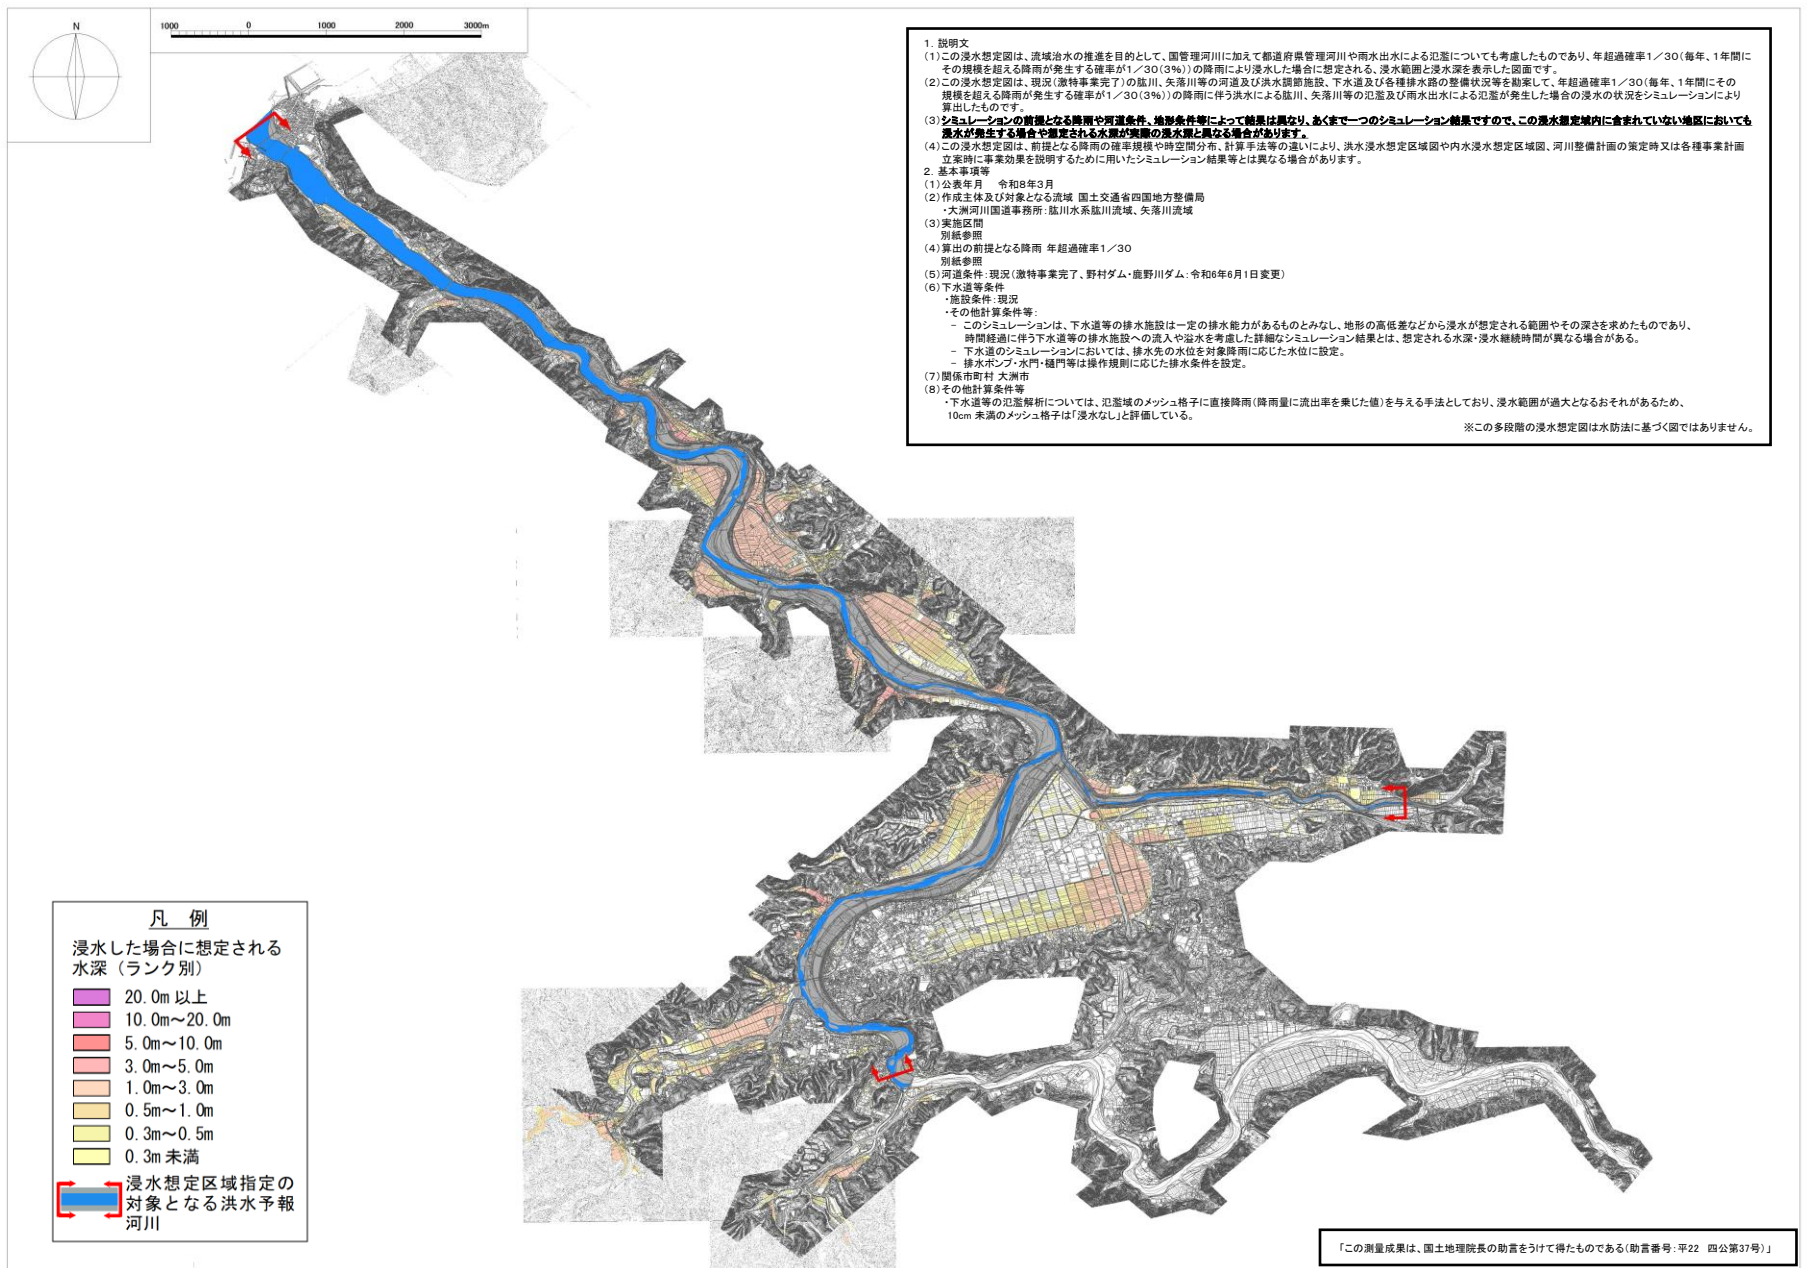 N
1000 0 1000 2000 3000m
1. 説明文
(1)この浸水想定図は、流域治水の推進を目的として、国管理河川に加えて都道府県管理河川や雨水出水による氾濫についても考慮したものであり、年超過確率1/30(毎年、1年間に
その規模を超える降雨が発生する確率が1/30(3%))の降雨により浸水した場合に想定される、浸水範囲と浸水深を表示した図面です。
(2)この浸水想定図は、現況(激特事業完了)の肱川、矢落川等の河道及び洪水調節施設、下水道及び各種排水路の整備状況等を勘案して、年超過確率1/30(毎年、1年間にその
規模を超える降雨が発生する確率が1/30(3%))の降雨に伴う洪水による肱川、矢落川等の氾濫及び雨水出水による氾濫が発生した場合の浸水の状況をシミュレーションにより
算出したものです。
(3)シミュレーションの前提となる降雨や河道条件、地形条件等によって結果は異なり、あくまで一つのシミュレーション結果ですので、この浸水想定域内に含まれていない地区においても
浸水が発生する場合や想定される水深が実際の浸水深と異なる場合があります。
(4)この浸水想定図は、前提となる降雨の確率規模や時空間分布、計算手法等の違いにより、洪水浸水想定区域図や内水浸水想定区域図、河川整備計画の策定時又は各種事業計画
立案時に事業効果を説明するために用いたシミュレーション結果等とは異なる場合があります。
2. 基本事項等
(1)公表年月 令和8年3月
(2)作成主体及び対象となる流域 国土交通省四国地方整備局
・大洲河川国道事務所:肱川水系肱川流域、矢落川流域
(3)実施区間
別紙参照
(4)算出の前提となる降雨 年超過確率1/30
別紙参照
(5)河道条件:現況(激特事業完了、野村ダム・鹿野川ダム:令和6年6月1日変更)
(6)下水道等条件
・施設条件:現況
・その他計算条件等:
- このシミュレーションは、下水道等の排水施設は一定の排水能力があるものとみなし、地形の高低差などから浸水が想定される範囲やその深さを求めたものであり、
時間経過に伴う下水道等の排水施設への流入や溢水を考慮した詳細なシミュレーション結果とは、想定される水深・浸水継続時間が異なる場合がある。
- 下水道のシミュレーションにおいては、排水先の水位を対象降雨に応じた水位に設定。
- 排水ポンプ・水門・樋門等は操作規則に応じた排水条件を設定。
(7)関係市町村 大洲市
(8)その他計算条件等
・下水道等の氾濫解析については、氾濫域のメッシュ格子に直接降雨(降雨量に流出率を乗じた値)を与える手法としており、浸水範囲が過大となるおそれがあるため、
10cm 未満のメッシュ格子は「浸水なし」と評価している。
※この多段階の浸水想定図は水防法に基づく図ではありません。
凡 例
浸水した場合に想定される
水深(ランク別)
20.0m 以上
10.0m~20.0m
5.0m~10.0m
3.0m~5.0m
1.0m~3.0m
0.5m~1.0m
0.3m~0.5m
0.3m 未満
浸水想定区域指定の
対象となる洪水予報
河川
「この測量成果は、国土地理院長の助言をうけて得たものである(助言番号:平22 四公第37号)」